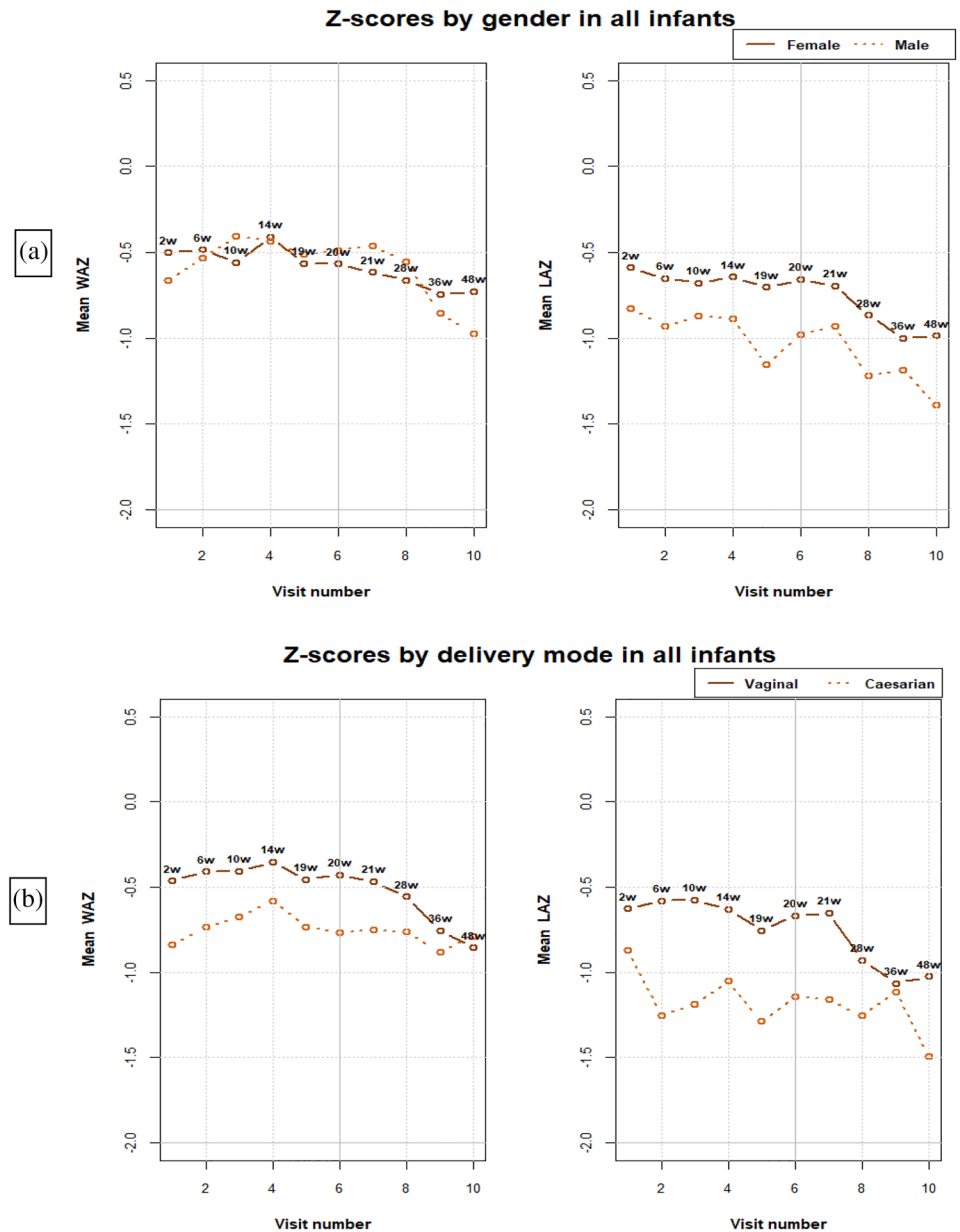 Z-scores by gender in all infants
Female Male
(a)
Mean WAZ
0.5
0.0
-0.5
-1.0
-1.5
-2.0
2w 6w 10w 14w 19w 20w 21w 28w 36w 48w
2 4 6 8 10
Visit number
Mean LAZ
0.5
0.0
-0.5
-1.0
-1.5
-2.0
2w 6w 10w 14w 19w 20w 21w 28w 36w 48w
2 4 6 8 10
Visit number
Z-scores by delivery mode in all infants
Vaginal Caesarian
(b)
Mean WAZ
0.5
0.0
-0.5
-1.0
-1.5
-2.0
2w 6w 10w 14w 19w 20w 21w 28w 36w 48w
2 4 6 8 10
Visit number
Mean LAZ
0.5
0.0
-0.5
-1.0
-1.5
-2.0
2w 6w 10w 14w 19w 20w 21w 28w 36w 48w
2 4 6 8 10
Visit number